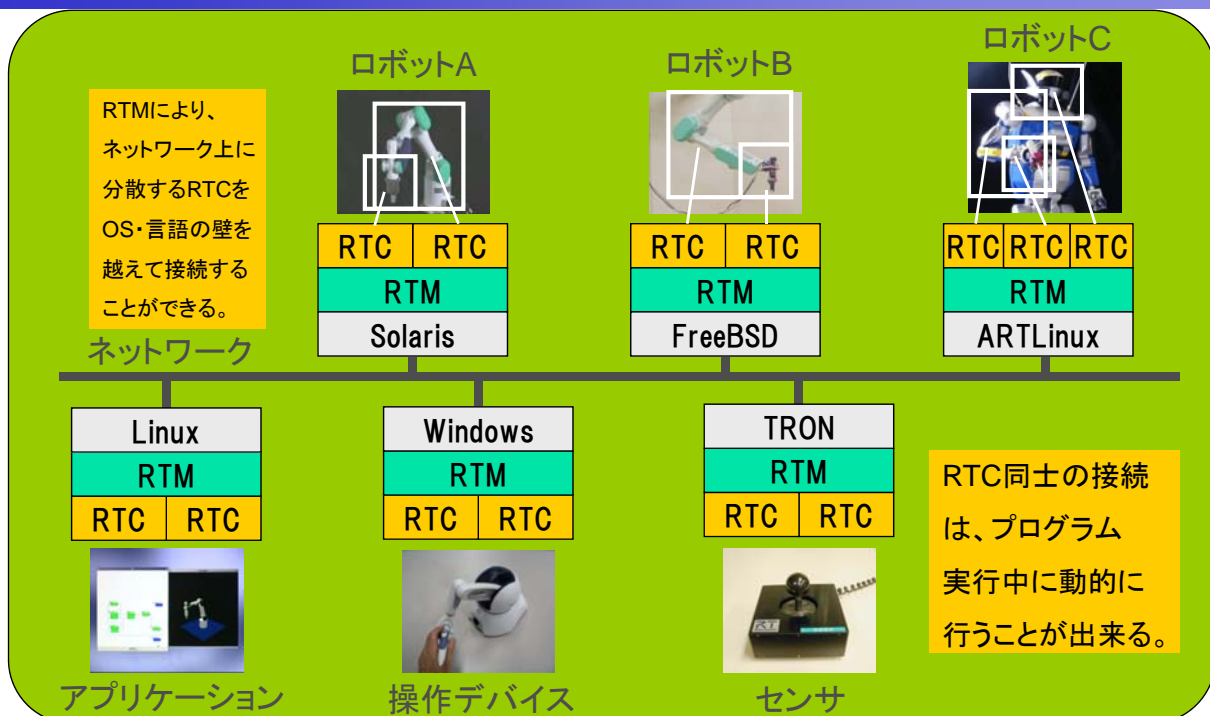 ロボットA
ロボットB
ロボットC
RTMにより、
ネットワーク上に
分散するRTCを
OS・言語の壁を
越えて接続する
ことができる。
RTC RTC
RTM
Solaris
RTC RTC
RTM
FreeBSD
RTC RTC RTC
RTM
ARTLinux
ネットワーク
Linux
RTM
RTC RTC
アプリケーション
Windows
RTM
RTC RTC
操作デバイス
TRON
RTM
RTC RTC
センサ
RTC同士の接続
は、プログラム
実行中に動的に
行うことが出来る。